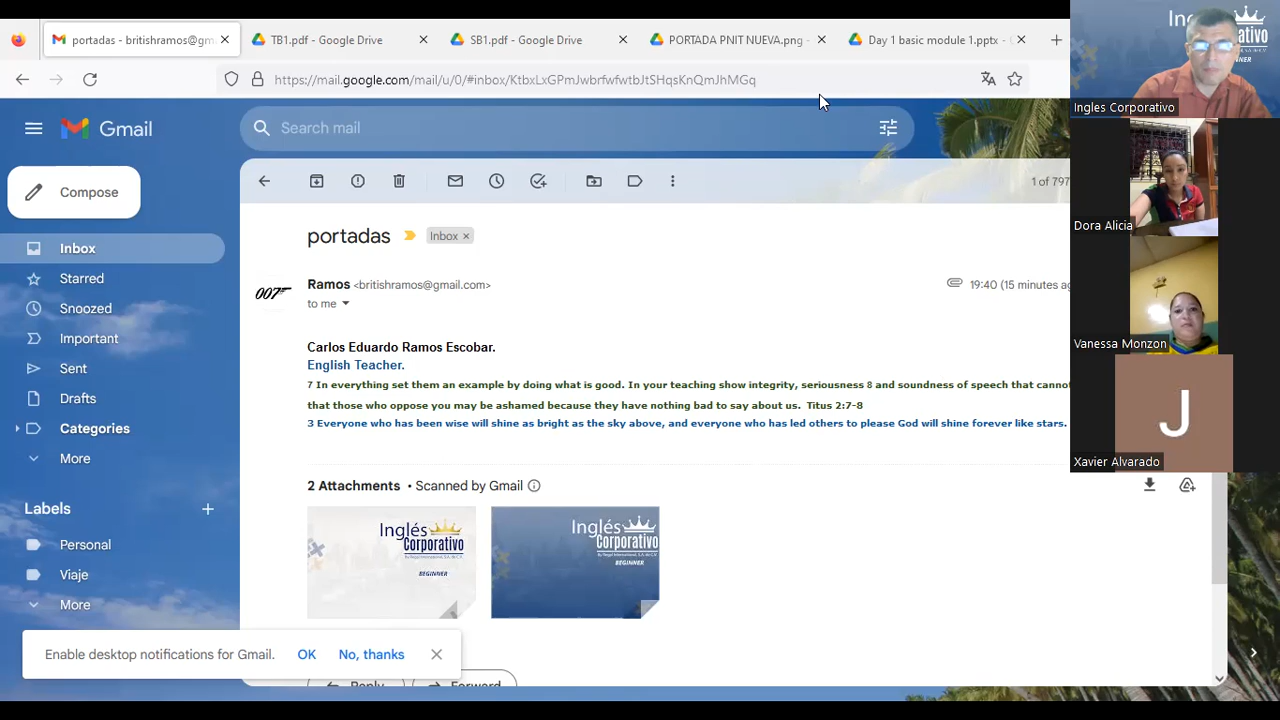 portadas - britishramos@gm
TB1.pdf - Google Drive
SB1.pdf - Google Drive
PORTADA PNIT NUEVA.png -
Day 1 basic module 1.pptx -
https://mail.google.com/mail/u/0/#inbox/KtbxLxGPmJwbrfwfwtbJtSHqsKnQmJhMGq
Gmail
Search mail
Compose
1 of 797
Inbox
Starred
Snoozed
Important
Sent
Drafts
Categories
More
Labels
Personal
Viaje
More
portadas
Inbox
007
Ramos <britishramos@gmail.com>
19:40 (15 minutes ag
to me
Carlos Eduardo Ramos Escobar.
English Teacher.
7 In everything set them an example by doing what is good. In your teaching show integrity, seriousness 8 and soundness of speech that cannot
that those who oppose you may be ashamed because they have nothing bad to say about us. Titus 2:7-8
3 Everyone who has been wise will shine as bright as the sky above, and everyone who has led others to please God will shine forever like stars.
2 Attachments • Scanned by Gmail
Inglés
Corporativo
BEGINNER
Inglés
Corporativo
BEGINNER
Reply
Forward
Enable desktop notifications for Gmail.
OK
No, thanks
Ingles Corporativo
Dora Alicia
Vanessa Monzon
J
Xavier Alvarado